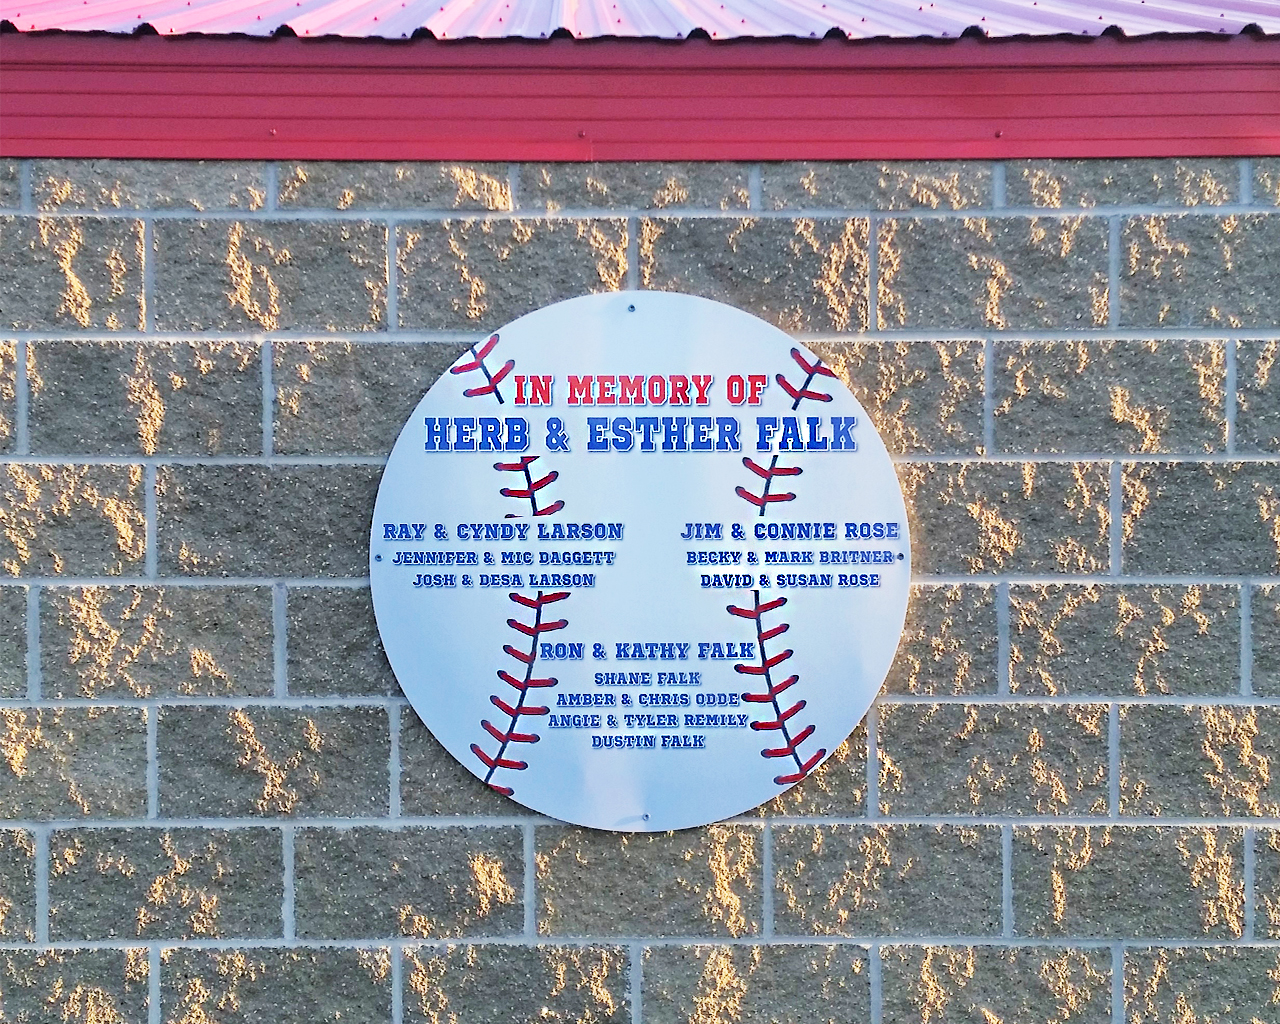 IN MEMORY OF
HERB & ESTHER FALK
RAY & CYNDY LARSON
JENNIFER & MIC DAGGETT
JOSH & DESA LARSON
JIM & CONNIE ROSE
BECKY & MARK BRITNER
DAVID & SUSAN ROSE
RON & KATHY FALK
SHANE FALK
AMBER & CHRIS ODDE
ANGIE & TYLER REMILY
DUSTIN FALK